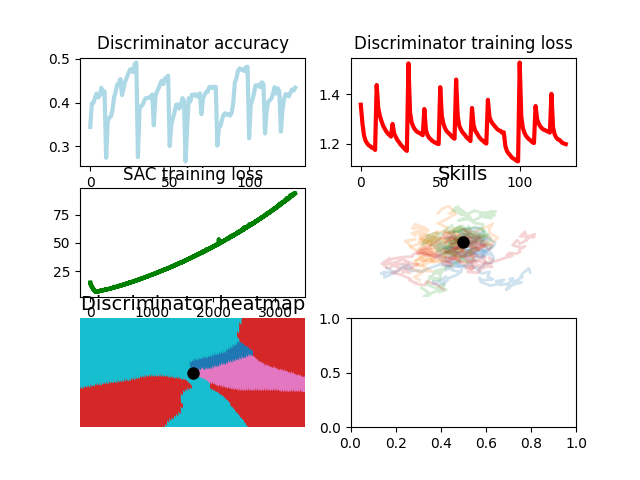 Discriminator accuracy
0.5
0.4
0.3
0 50 100
Discriminator training loss
1.4
1.2
0 50 100
SAC training loss
75
50
25
0 1000 2000 3000
Skills
Discriminator heatmap
1.0
0.5
0.0
0.0 0.2 0.4 0.6 0.8 1.0